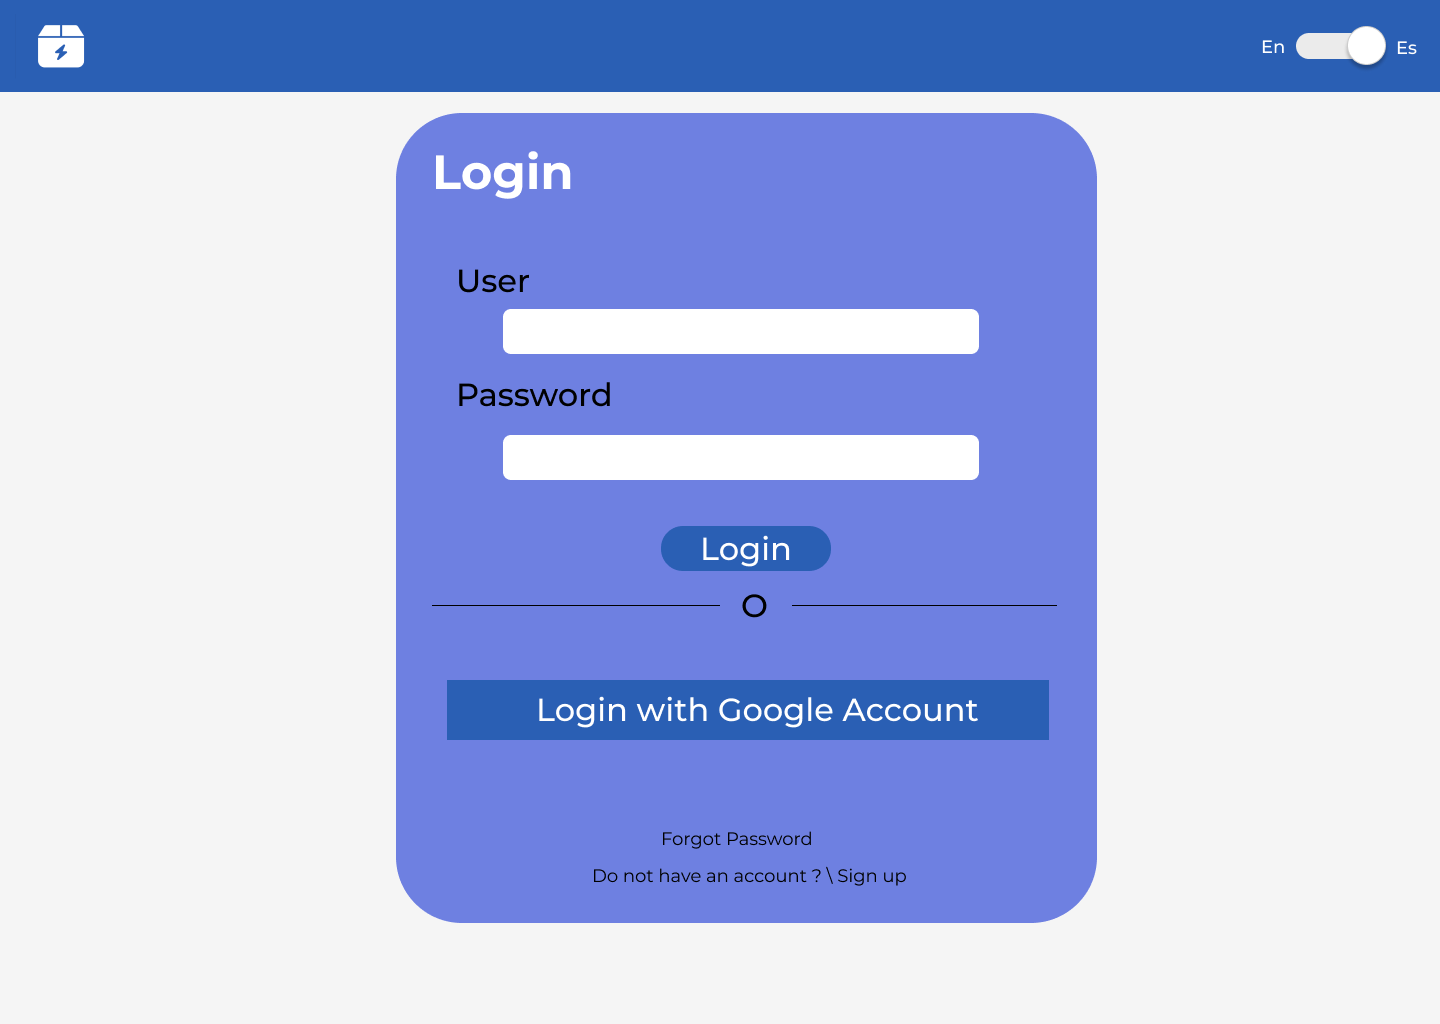 En
Es
Login
User
Password
Login
O
Login with Google Account
Forgot Password
Do not have an account ? \ Sign up